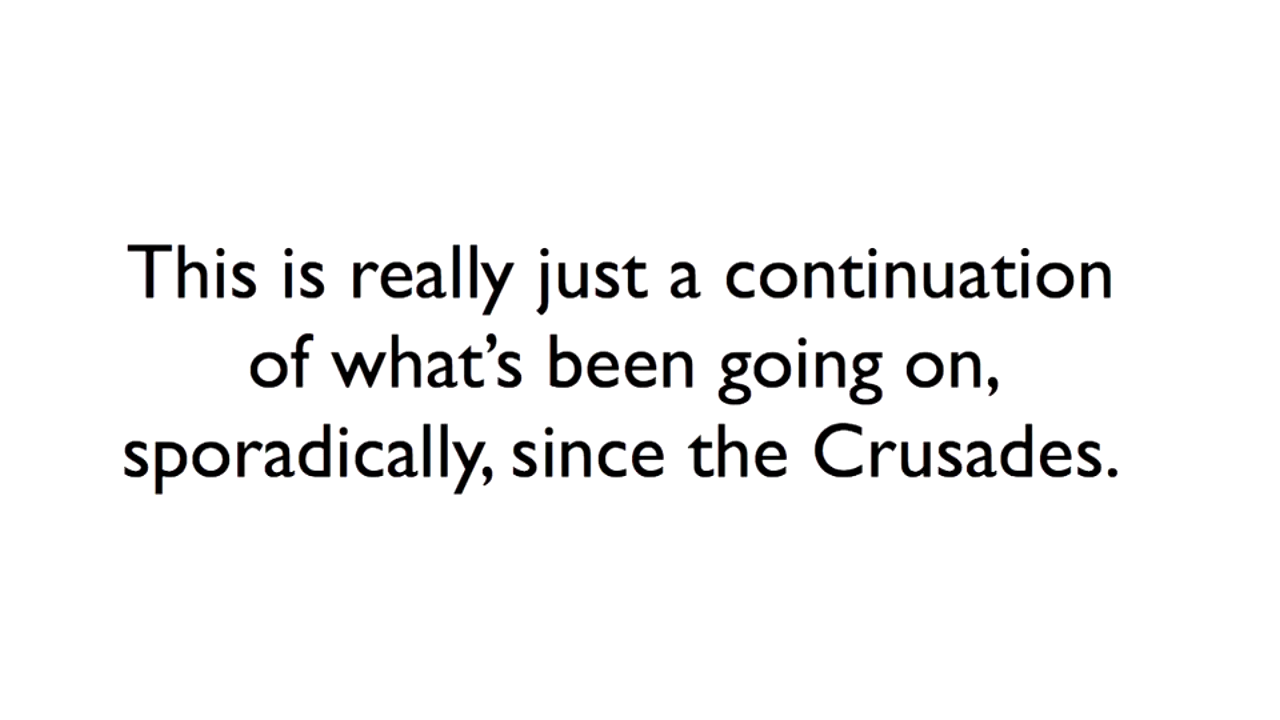 This is really just a continuation
of what’s been going on,
sporadically, since the Crusades.